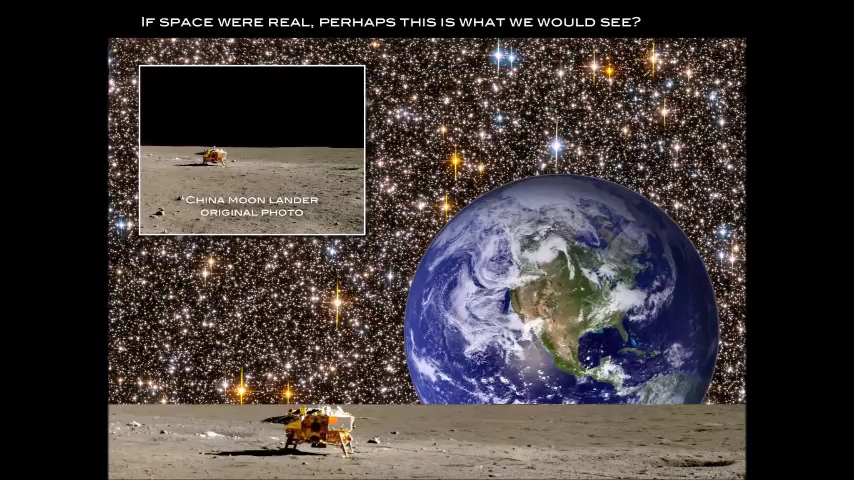 If space were real, perhaps this is what we would see?
*China moon lander
original photo